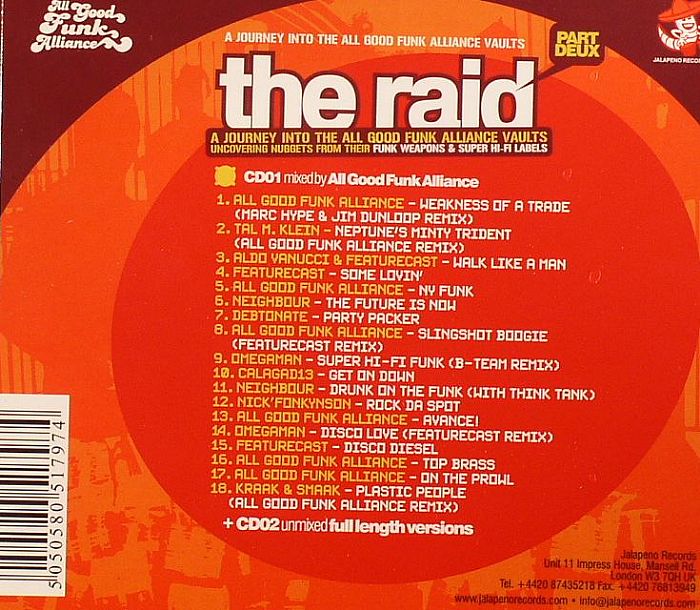 All Good Funk Alliance
A JOURNEY INTO THE ALL GOOD FUNK ALLIANCE VAULTS
PART DEUX
JALAPENO RECORDS
the raid
A JOURNEY INTO THE ALL GOOD FUNK ALLIANCE VAULTS
UNCOVERING NUGGETS FROM THEIR FUNK WEAPONS & SUPER HI-FI LABELS
CD01 mixed by All Good Funk Alliance
1. ALL GOOD FUNK ALLIANCE - WEAKNESS OF A TRADE
(MARC HYPE & JIM DUNLOOP REMIX)
2. TAL M. KLEIN - NEPTUNE'S MINTY TRIDENT
(ALL GOOD FUNK ALLIANCE REMIX)
3. ALDO VANUCCI & FEATURECAST - WALK LIKE A MAN
4. FEATURECAST - SOME LOVIN'
5. ALL GOOD FUNK ALLIANCE - NY FUNK
6. NEIGHBOUR - THE FUTURE IS NOW
7. DEBTONATE - PARTY PACKER
8. ALL GOOD FUNK ALLIANCE - SLINGSHOT BOOGIE
(FEATURECAST REMIX)
9. OMEGAMAN - SUPER HI-FI FUNK (B-TEAM REMIX)
10. CALAGAD13 - GET ON DOWN
11. NEIGHBOUR - DRUNK ON THE FUNK (WITH THINK TANK)
12. NICK'FONKYNSON - ROCK DA SPOT
13. ALL GOOD FUNK ALLIANCE - AVANCE!
14. OMEGAMAN - DISCO LOVE (FEATURECAST REMIX)
15. FEATURECAST - DISCO DIESEL
16. ALL GOOD FUNK ALLIANCE - TOP BRASS
17. ALL GOOD FUNK ALLIANCE - ON THE PROWL
18. KRAAK & SMAAK - PLASTIC PEOPLE
(ALL GOOD FUNK ALLIANCE REMIX)
+ CD02 unmixed full length versions
5050580517974
Jalapeno Records
Unit 11 Impress House, Mansell Rd,
London W3 7QH UK
Tel. +4420 87435218 Fax. +4420 76813949
www.jalapenorecords.com • info@jalapenorecords.com